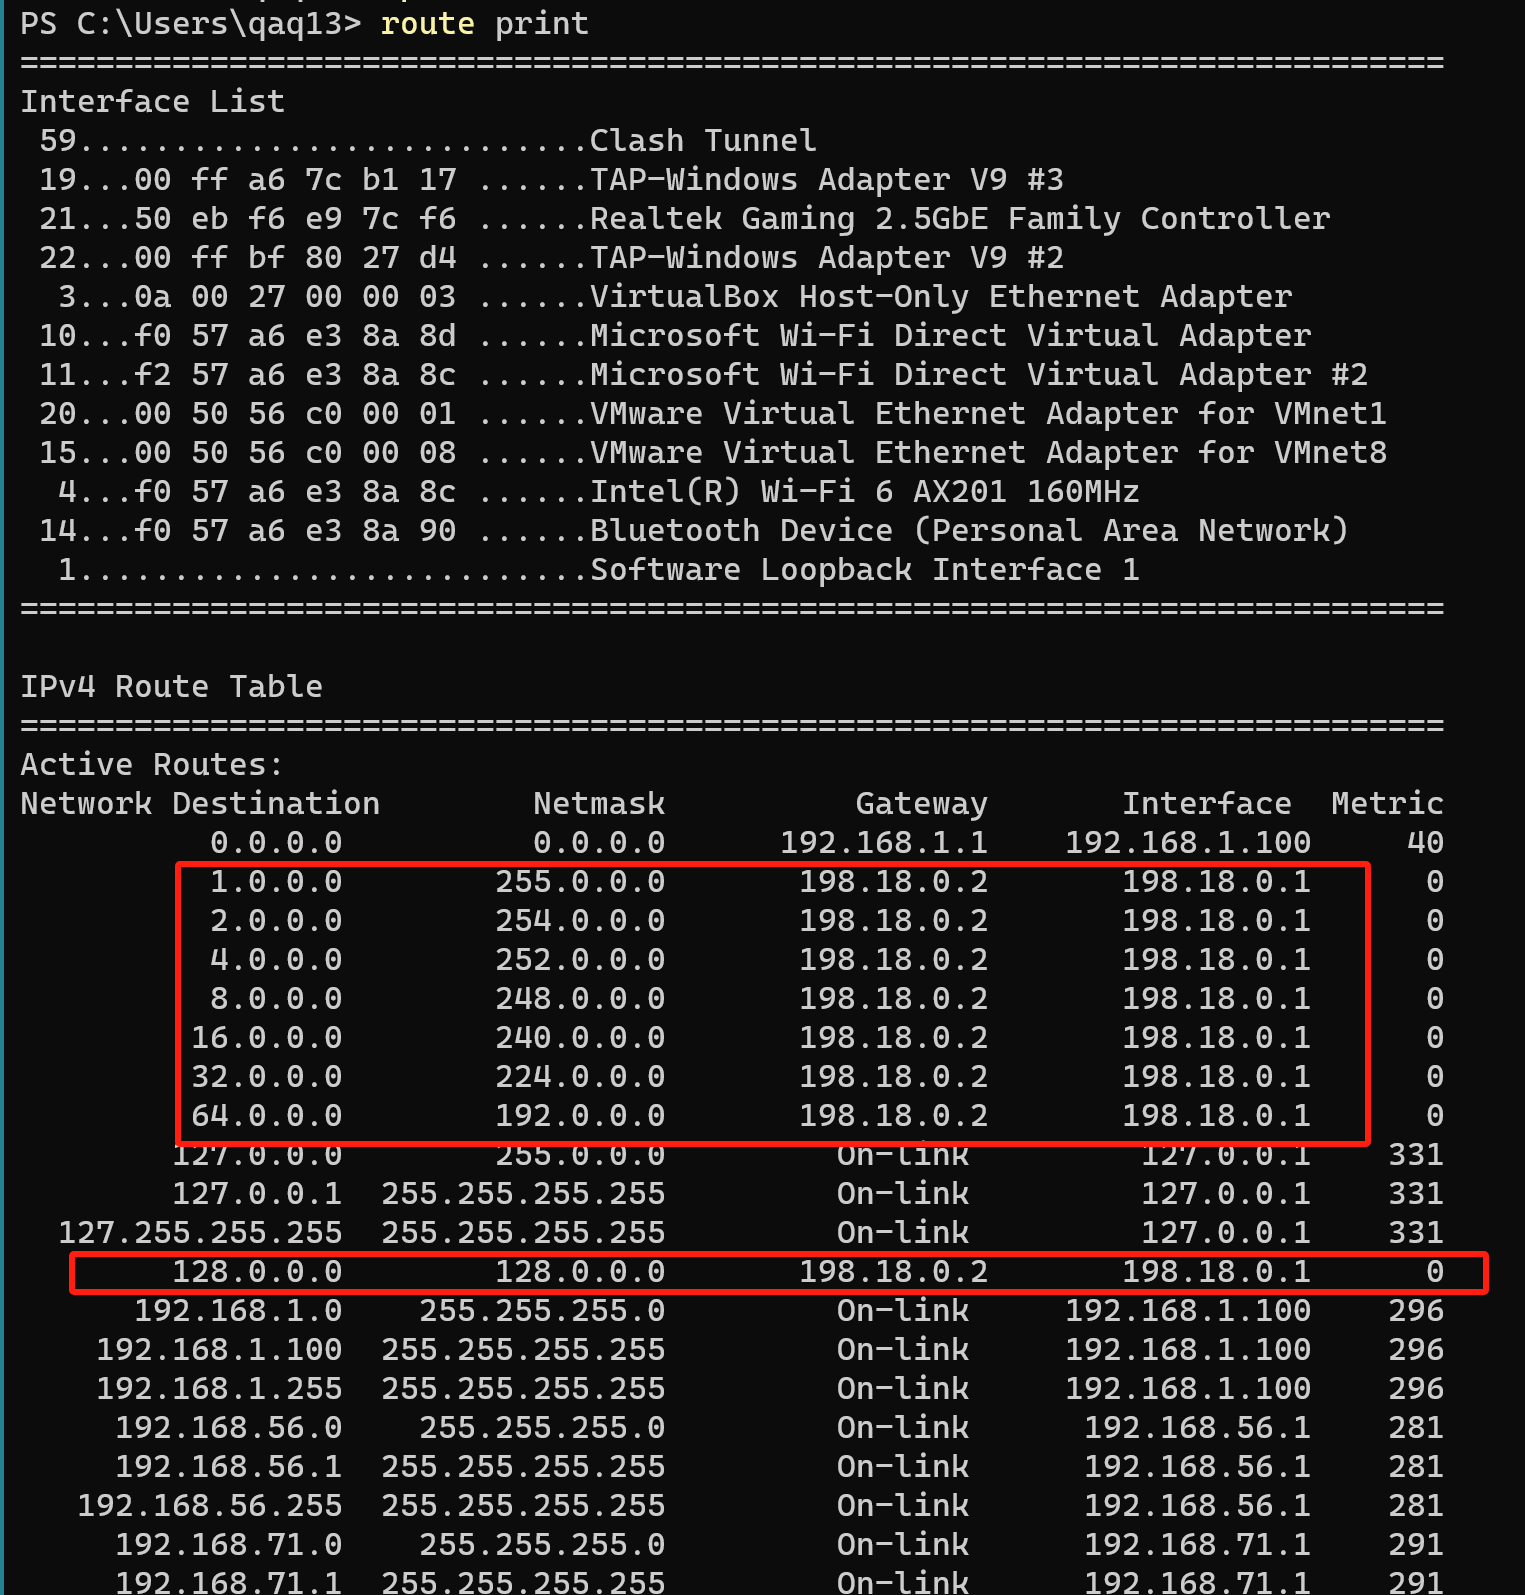 PS C:\Users\qaq13> route print
===========================================================================
Interface List
 59...........................Clash Tunnel
 19...00 ff a6 7c b1 17 ......TAP-Windows Adapter V9 #3
 21...50 eb f6 e9 7c f6 ......Realtek Gaming 2.5GbE Family Controller
 22...00 ff bf 80 27 d4 ......TAP-Windows Adapter V9 #2
  3...0a 00 27 00 00 03 ......VirtualBox Host-Only Ethernet Adapter
 10...f0 57 a6 e3 8a 8d ......Microsoft Wi-Fi Direct Virtual Adapter
 11...f2 57 a6 e3 8a 8c ......Microsoft Wi-Fi Direct Virtual Adapter #2
 20...00 50 56 c0 00 01 ......VMware Virtual Ethernet Adapter for VMnet1
 15...00 50 56 c0 00 08 ......VMware Virtual Ethernet Adapter for VMnet8
  4...f0 57 a6 e3 8a 8c ......Intel(R) Wi-Fi 6 AX201 160MHz
 14...f0 57 a6 e3 8a 90 ......Bluetooth Device (Personal Area Network)
  1...........................Software Loopback Interface 1
===========================================================================
IPv4 Route Table
===========================================================================
Active Routes:
Network Destination        Netmask          Gateway       Interface  Metric
          0.0.0.0          0.0.0.0      192.168.1.1    192.168.1.100     40
          1.0.0.0        255.0.0.0       198.18.0.2       198.18.0.1      0
          2.0.0.0        254.0.0.0       198.18.0.2       198.18.0.1      0
          4.0.0.0        252.0.0.0       198.18.0.2       198.18.0.1      0
          8.0.0.0        248.0.0.0       198.18.0.2       198.18.0.1      0
         16.0.0.0        240.0.0.0       198.18.0.2       198.18.0.1      0
         32.0.0.0        224.0.0.0       198.18.0.2       198.18.0.1      0
         64.0.0.0        192.0.0.0       198.18.0.2       198.18.0.1      0
        127.0.0.0        255.0.0.0         On-link         127.0.0.1    331
        127.0.0.1  255.255.255.255         On-link         127.0.0.1    331
  127.255.255.255  255.255.255.255         On-link         127.0.0.1    331
        128.0.0.0        128.0.0.0       198.18.0.2       198.18.0.1      0
      192.168.1.0    255.255.255.0         On-link     192.168.1.100    296
    192.168.1.100  255.255.255.255         On-link     192.168.1.100    296
    192.168.1.255  255.255.255.255         On-link     192.168.1.100    296
     192.168.56.0    255.255.255.0         On-link      192.168.56.1    281
     192.168.56.1  255.255.255.255         On-link      192.168.56.1    281
   192.168.56.255  255.255.255.255         On-link      192.168.56.1    281
     192.168.71.0    255.255.255.0         On-link      192.168.71.1    291
     192.168.71.1  255.255.255.255         On-link      192.168.71.1    291